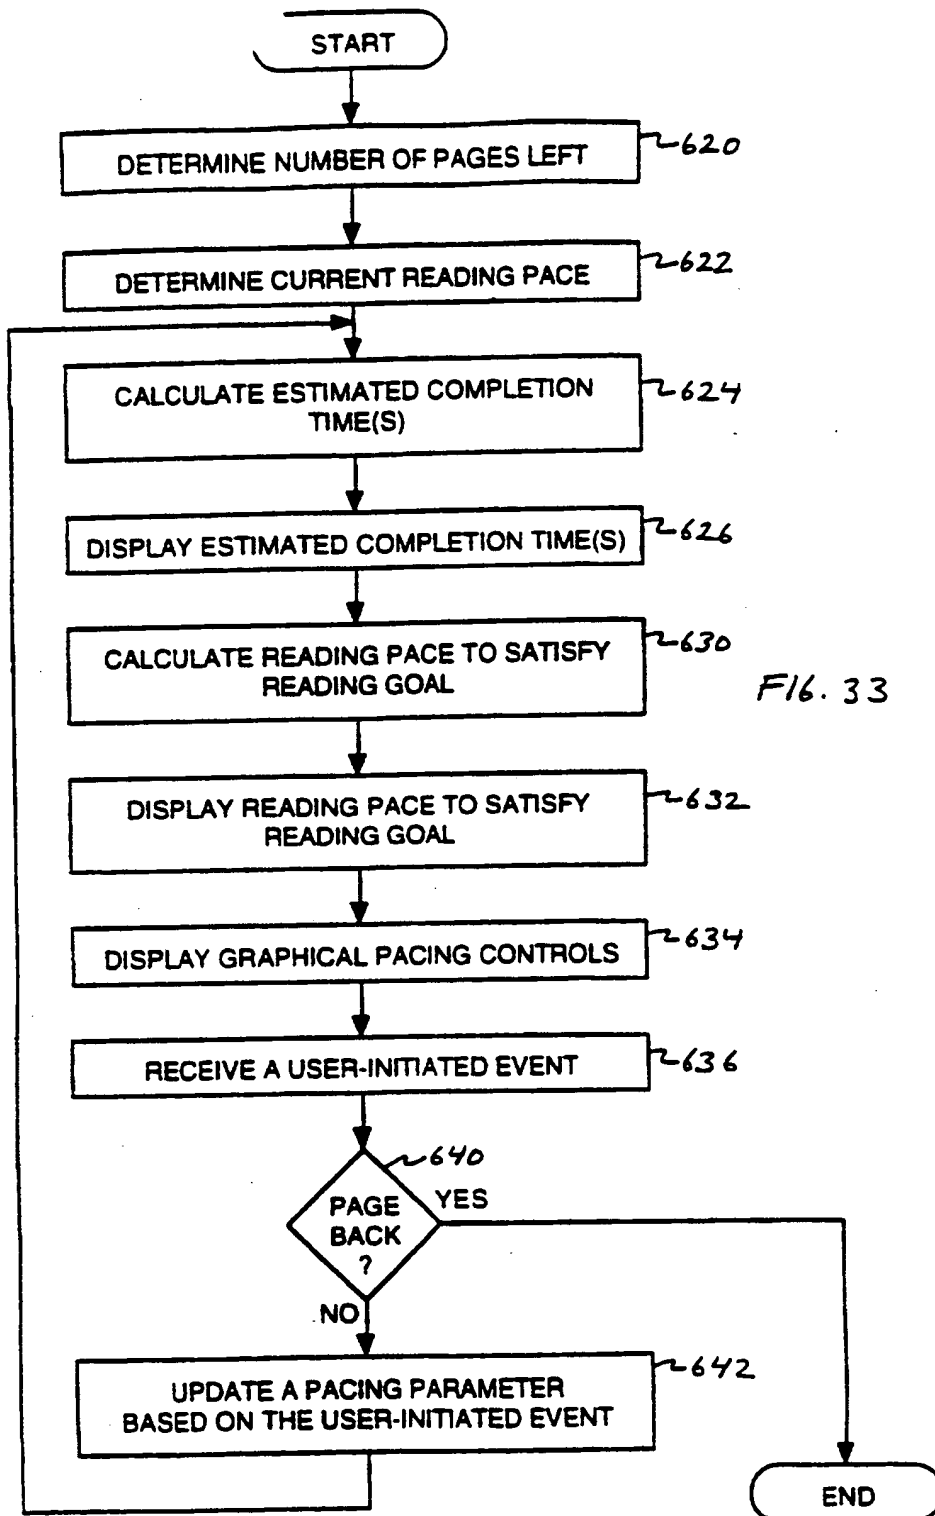 START
DETERMINE NUMBER OF PAGES LEFT
620
DETERMINE CURRENT READING PACE
622
CALCULATE ESTIMATED COMPLETION
TIME(S)
624
DISPLAY ESTIMATED COMPLETION TIME(S)
626
CALCULATE READING PACE TO SATISFY
READING GOAL
630
FIG. 33
DISPLAY READING PACE TO SATISFY
READING GOAL
632
DISPLAY GRAPHICAL PACING CONTROLS
634
RECEIVE A USER-INITIATED EVENT
636
640
PAGE
BACK
?
YES
NO
UPDATE A PACING PARAMETER
BASED ON THE USER-INITIATED EVENT
642
END